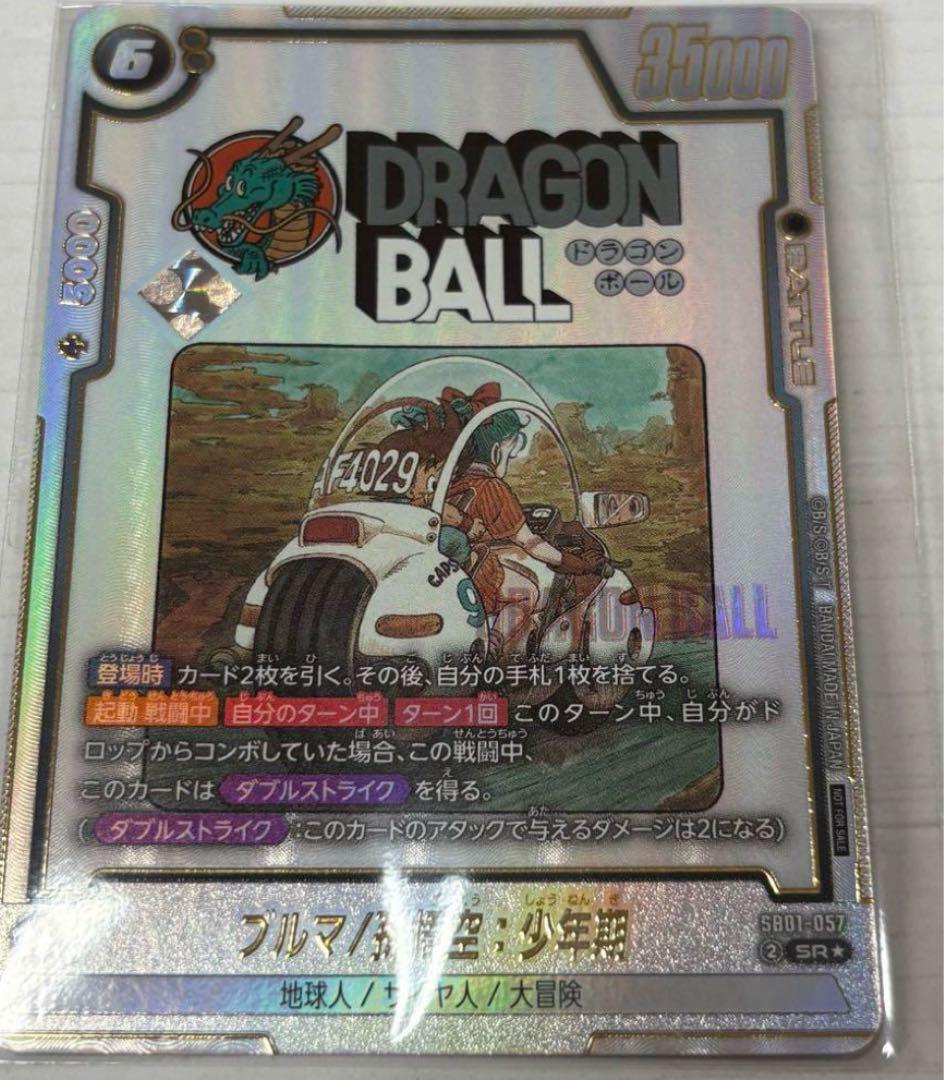 6 8
35000
DRAGON
BALL
ドラゴン
ボール
5000
BATTLE
AF4029
CAPS
9
DRAGON BALL
登場時 カード2枚を引く。その後、自分の手札1枚を捨てる。
起動 戦闘中 自分のターン中 ターン1回 このターン中、自分がド
ロップからコンボしていた場合、この戦闘中、
このカードは ダブルストライク を得る。
( ダブルストライク :このカードのアタックで与えるダメージは2になる)
©B/S ©B/S T BANDAI MADE IN JAPAN
NOT FOR SALE
ブルマ/孫悟空:少年期
SB01-057
2 SR★
地球人/サイヤ人/大冒険